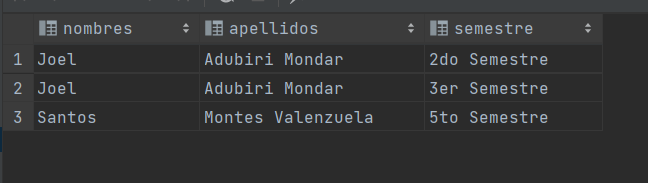 nombres apellidos semestre
1 Joel Adubiri Mondar 2do Semestre
2 Joel Adubiri Mondar 3er Semestre
3 Santos Montes Valenzuela 5to Semestre